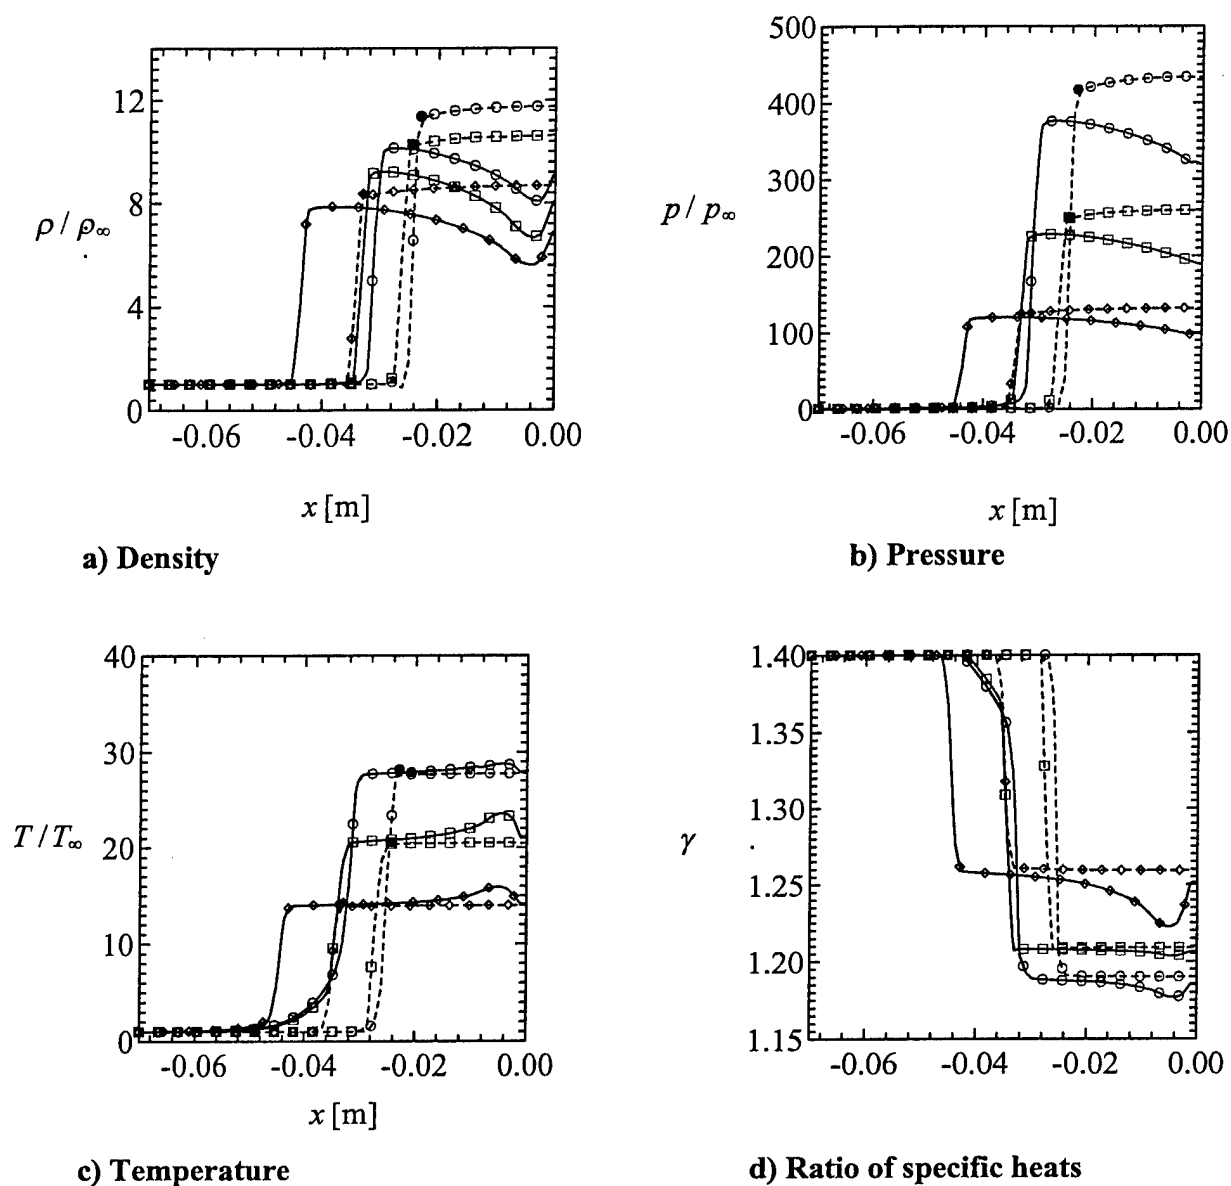 12
8
4
0
ρ / ρ∞
-0.06 -0.04 -0.02 0.00
x [m]
a) Density
500
400
300
200
100
0
p / p∞
-0.06 -0.04 -0.02 0.00
x [m]
b) Pressure
40
30
20
10
0
T / T∞
-0.06 -0.04 -0.02 0.00
x [m]
c) Temperature
1.40
1.35
1.30
1.25
1.20
1.15
γ
-0.06 -0.04 -0.02 0.00
d) Ratio of specific heats